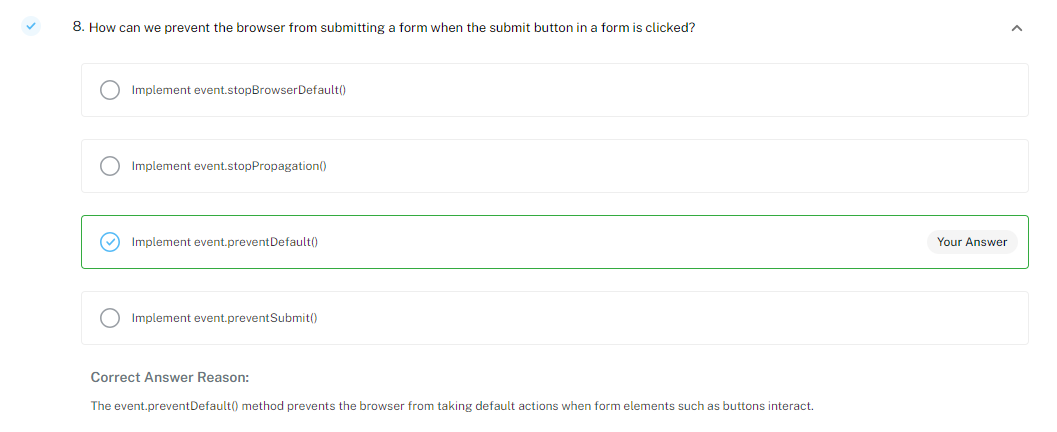 8. How can we prevent the browser from submitting a form when the submit button in a form is clicked?
Implement event.stopBrowserDefault()
Implement event.stopPropagation()
Implement event.preventDefault()
Your Answer
Implement event.preventSubmit()
Correct Answer Reason:
The event.preventDefault() method prevents the browser from taking default actions when form elements such as buttons interact.